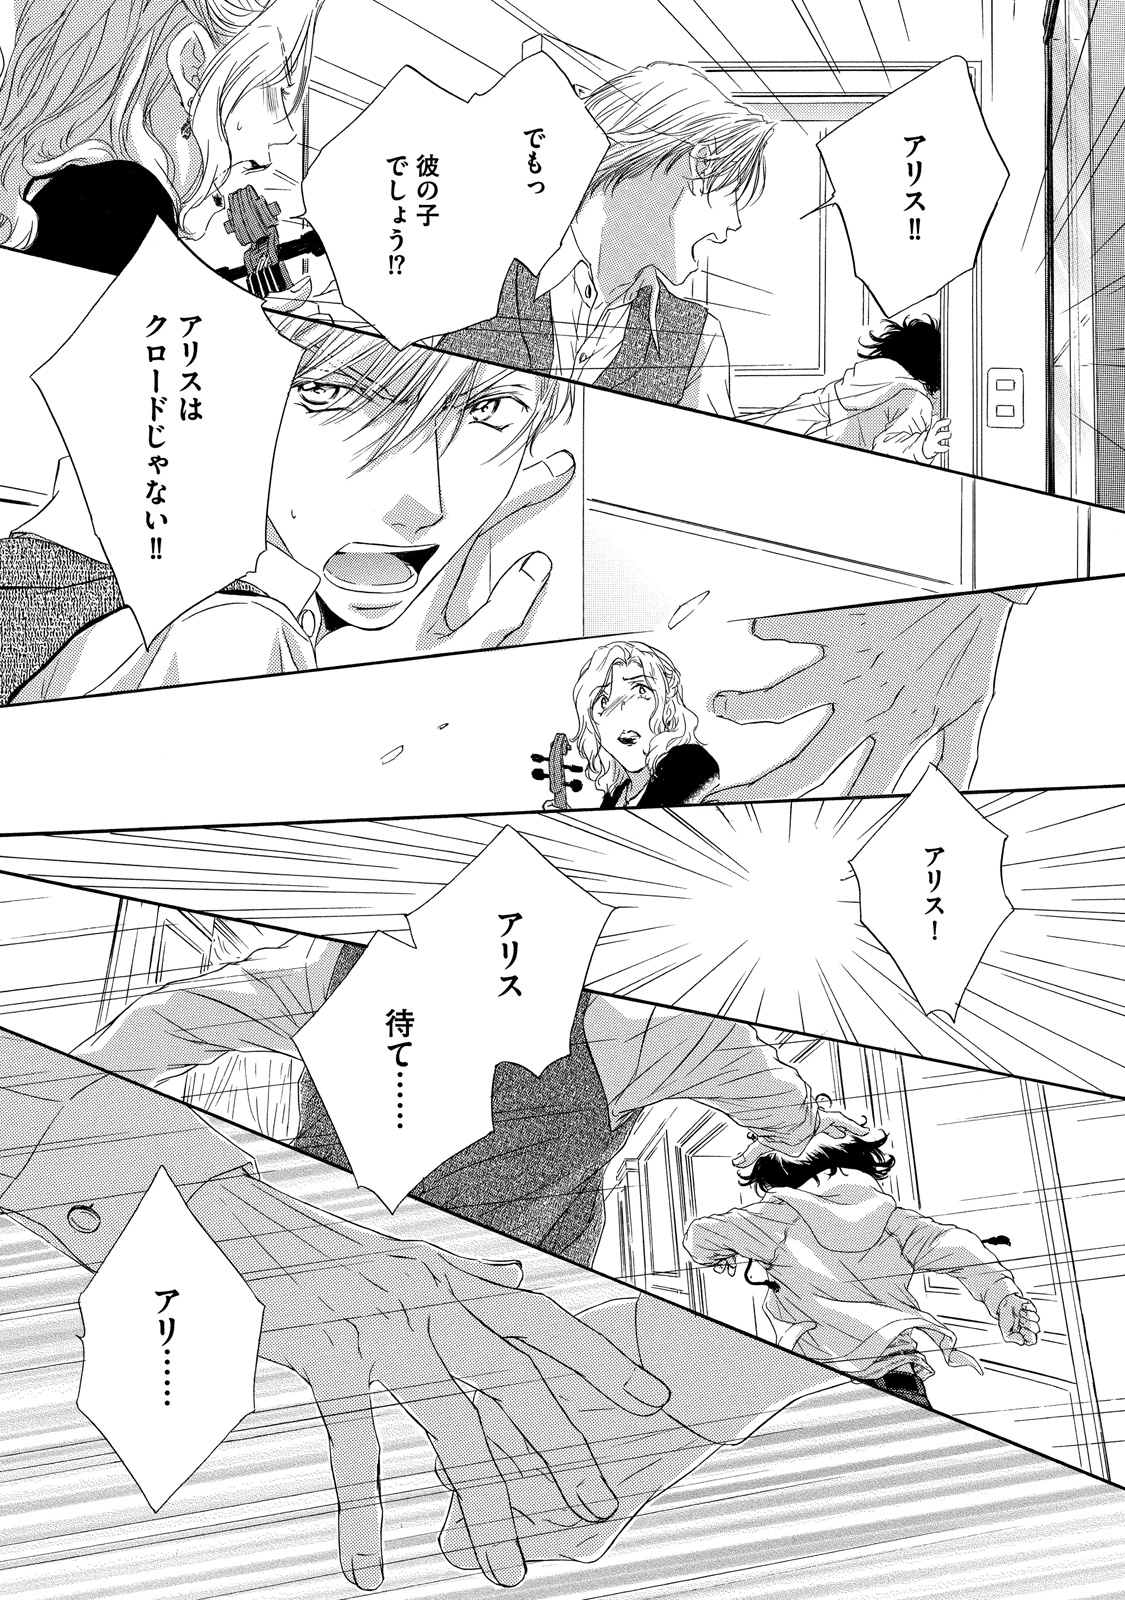 アリス!!
でもっ
彼の子
でしょう!?
アリスは
クロードじゃない!!
アリス!
アリス
待て……
アリ……